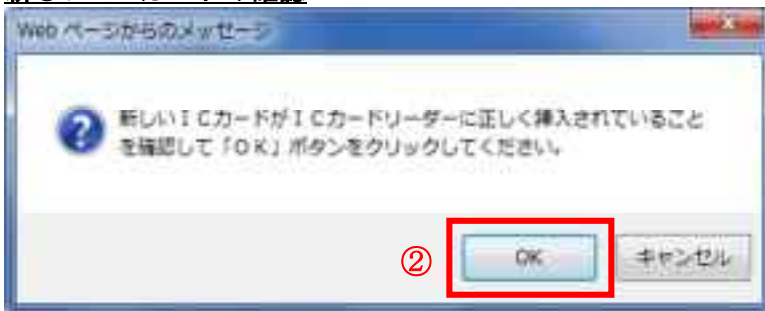 Web ページからのメッセージ
新しいＩＣカードがＩＣカードリーダーに正しく挿入されていること
を確認して「ＯＫ」ボタンをクリックしてください。
②
OK
キャンセル